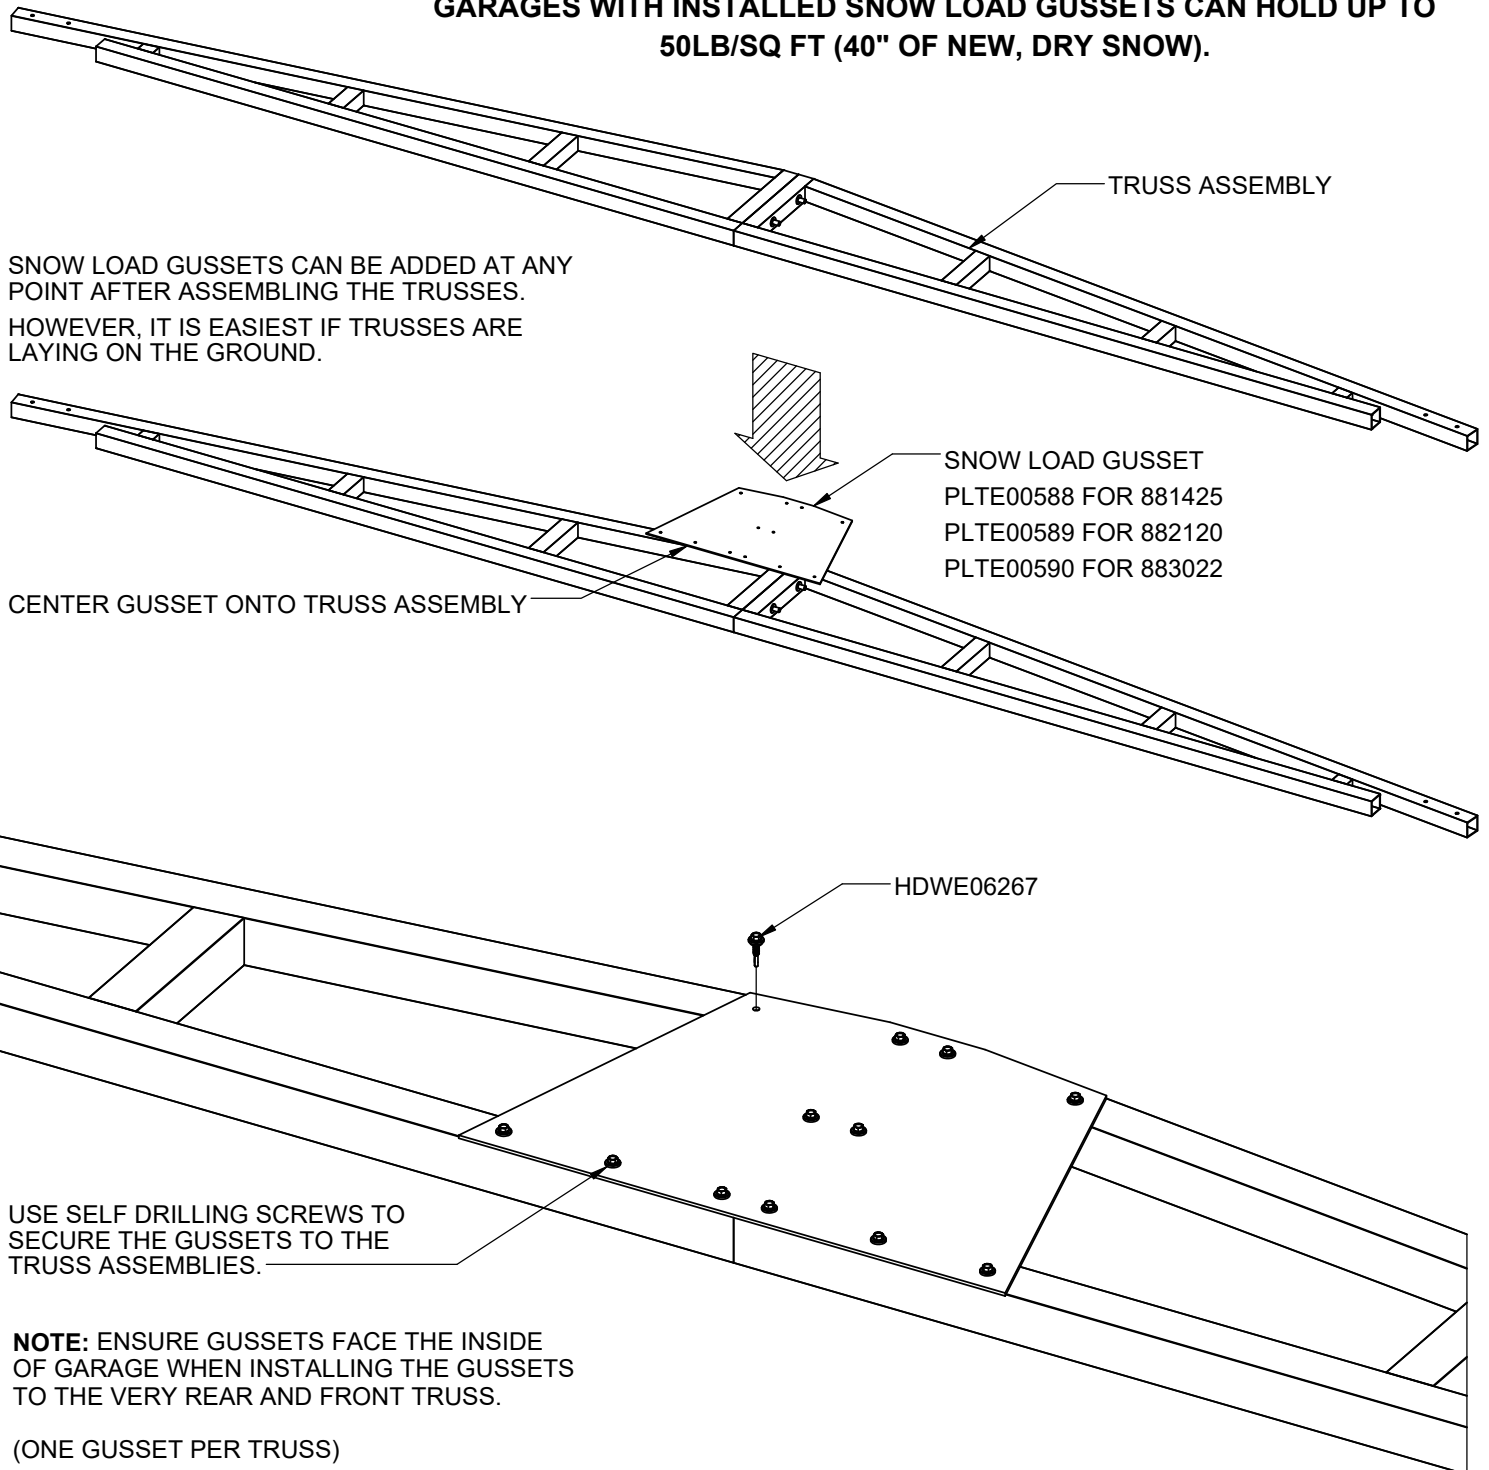 GARAGES WITH INSTALLED SNOW LOAD GUSSETS CAN HOLD UP TO
50LB/SQ FT (40" OF NEW, DRY SNOW).
TRUSS ASSEMBLY
SNOW LOAD GUSSETS CAN BE ADDED AT ANY
POINT AFTER ASSEMBLING THE TRUSSES.
HOWEVER, IT IS EASIEST IF TRUSSES ARE
LAYING ON THE GROUND.
SNOW LOAD GUSSET
PLTE00588 FOR 881425
PLTE00589 FOR 882120
PLTE00590 FOR 883022
CENTER GUSSET ONTO TRUSS ASSEMBLY
HDWE06267
USE SELF DRILLING SCREWS TO
SECURE THE GUSSETS TO THE
TRUSS ASSEMBLIES.
NOTE: ENSURE GUSSETS FACE THE INSIDE
OF GARAGE WHEN INSTALLING THE GUSSETS
TO THE VERY REAR AND FRONT TRUSS.
(ONE GUSSET PER TRUSS)